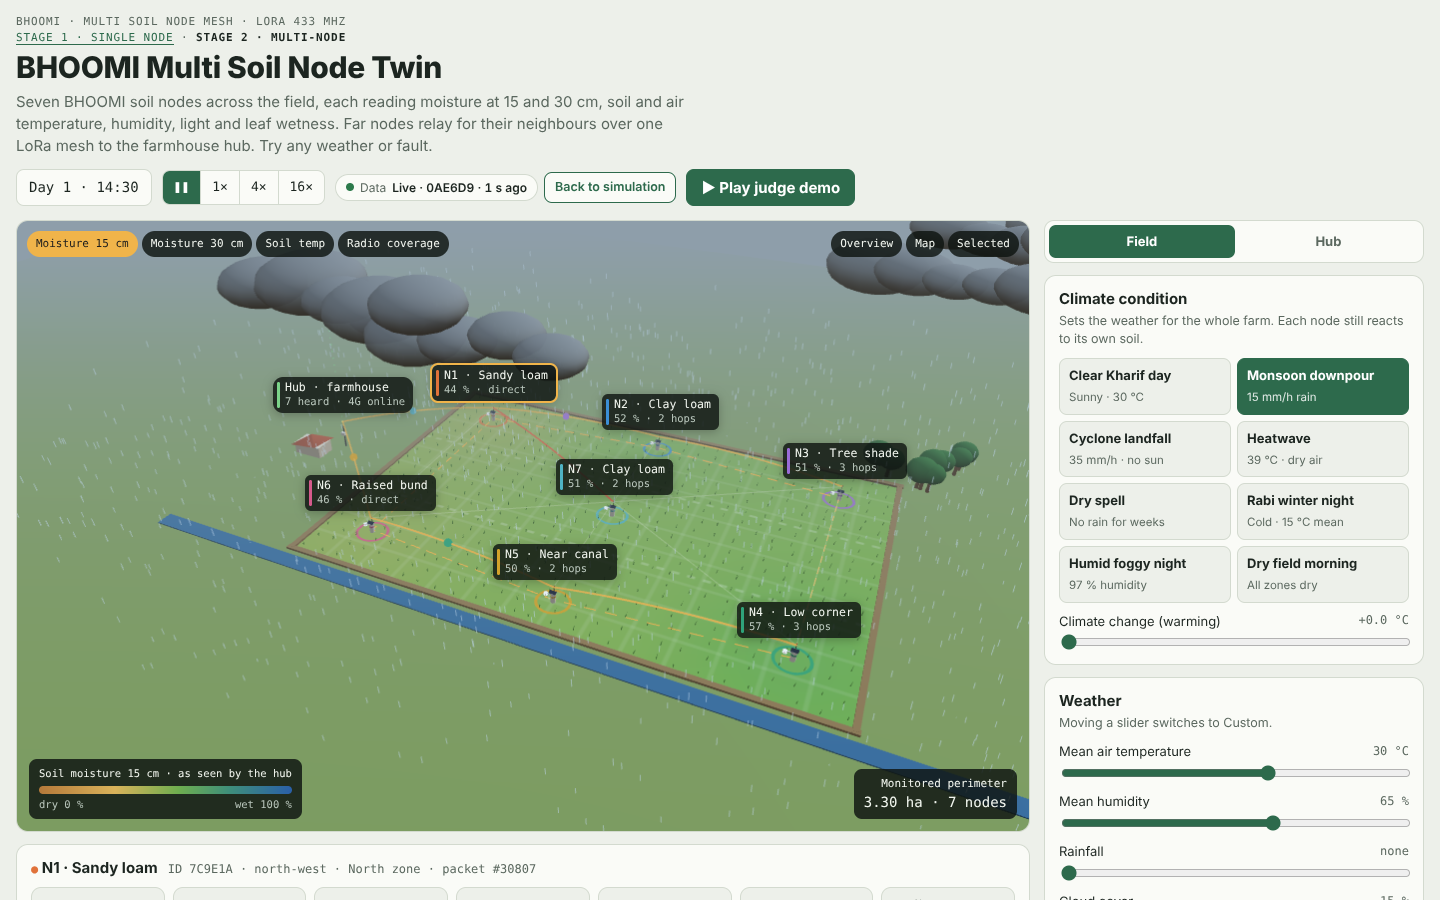 BHOOMI · MULTI SOIL NODE MESH · LORA 433 MHZ
STAGE 1 · SINGLE NODE · STAGE 2 · MULTI-NODE
BHOOMI Multi Soil Node Twin
Seven BHOOMI soil nodes across the field, each reading moisture at 15 and 30 cm, soil and air
temperature, humidity, light and leaf wetness. Far nodes relay for their neighbours over one
LoRa mesh to the farmhouse hub. Try any weather or fault.
Day 1 · 14:30
1×
4×
16×
Data Live · 0AE6D9 · 1 s ago
Back to simulation
▶ Play judge demo
Moisture 15 cm
Moisture 30 cm
Soil temp
Radio coverage
Overview
Map
Selected
Hub · farmhouse
7 heard · 4G online
N1 · Sandy loam
44 % · direct
N2 · Clay loam
52 % · 2 hops
N3 · Tree shade
51 % · 3 hops
N7 · Clay loam
51 % · 2 hops
N6 · Raised bund
46 % · direct
N5 · Near canal
50 % · 2 hops
N4 · Low corner
57 % · 3 hops
Soil moisture 15 cm · as seen by the hub
dry 0 %
wet 100 %
Monitored perimeter
3.30 ha · 7 nodes
N1 · Sandy loam ID 7C9E1A · north-west · North zone · packet #30807
Field
Hub
Climate condition
Sets the weather for the whole farm. Each node still reacts
to its own soil.
Clear Kharif day
Sunny · 30 °C
Monsoon downpour
15 mm/h rain
Cyclone landfall
35 mm/h · no sun
Heatwave
39 °C · dry air
Dry spell
No rain for weeks
Rabi winter night
Cold · 15 °C mean
Humid foggy night
97 % humidity
Dry field morning
All zones dry
Climate change (warming)
+0.0 °C
Weather
Moving a slider switches to Custom.
Mean air temperature
30 °C
Mean humidity
65 %
Rainfall
none
Cloud cover
15 %